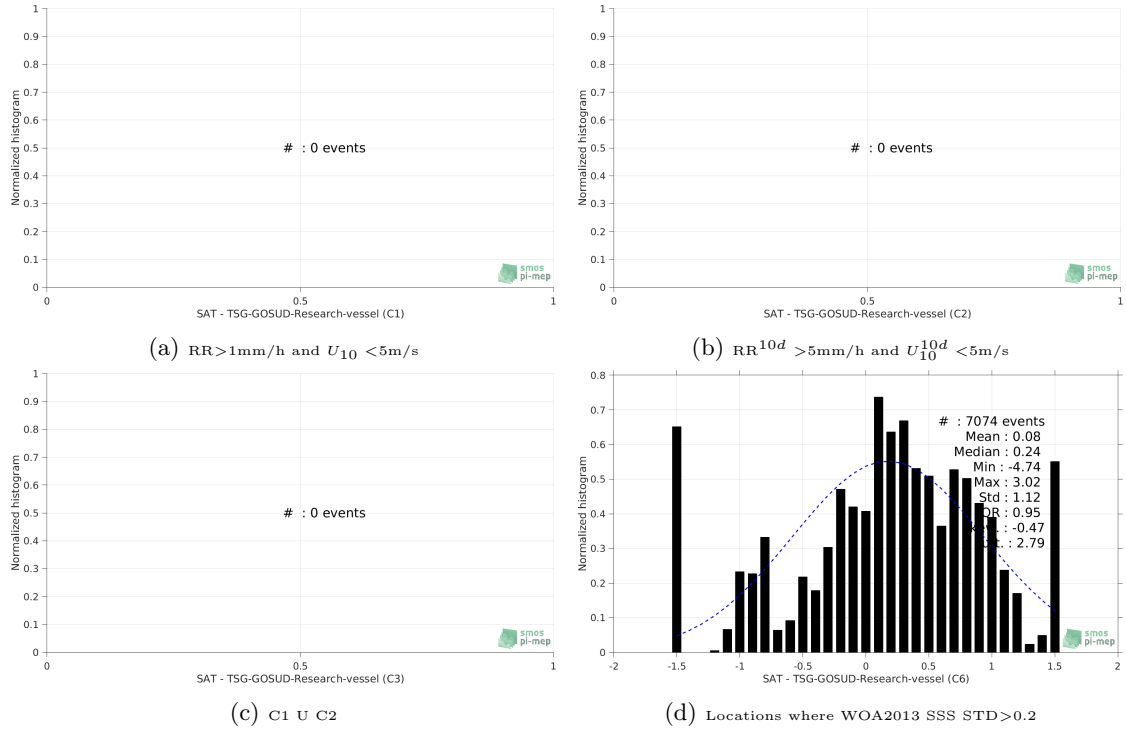 1
0.9
0.8
0.7
0.6
0.5
0.4
0.3
0.2
0.1
0
Normalized histogram
# : 0 events
smos
pi-mep
0 0.5 1
SAT - TSG-GOSUD-Research-vessel (C1)
(a) RR>1mm/h and U10 <5m/s
1
0.9
0.8
0.7
0.6
0.5
0.4
0.3
0.2
0.1
0
Normalized histogram
# : 0 events
smos
pi-mep
0 0.5 1
SAT - TSG-GOSUD-Research-vessel (C2)
(b) RR^10d >5mm/h and U10^10d <5m/s
1
0.9
0.8
0.7
0.6
0.5
0.4
0.3
0.2
0.1
0
Normalized histogram
# : 0 events
smos
pi-mep
0 0.5 1
SAT - TSG-GOSUD-Research-vessel (C3)
(c) C1 U C2
0.8
0.7
0.6
0.5
0.4
0.3
0.2
0.1
0
Normalized histogram
# : 7074 events
Mean : 0.08
Median : 0.24
Min : -4.74
Max : 3.02
Std : 1.12
: 0.95
: -0.47
: 2.79
smos
pi-mep
-2 -1.5 -1 -0.5 0 0.5 1 1.5 2
SAT - TSG-GOSUD-Research-vessel (C6)
(d) Locations where WOA2013 SSS STD>0.2